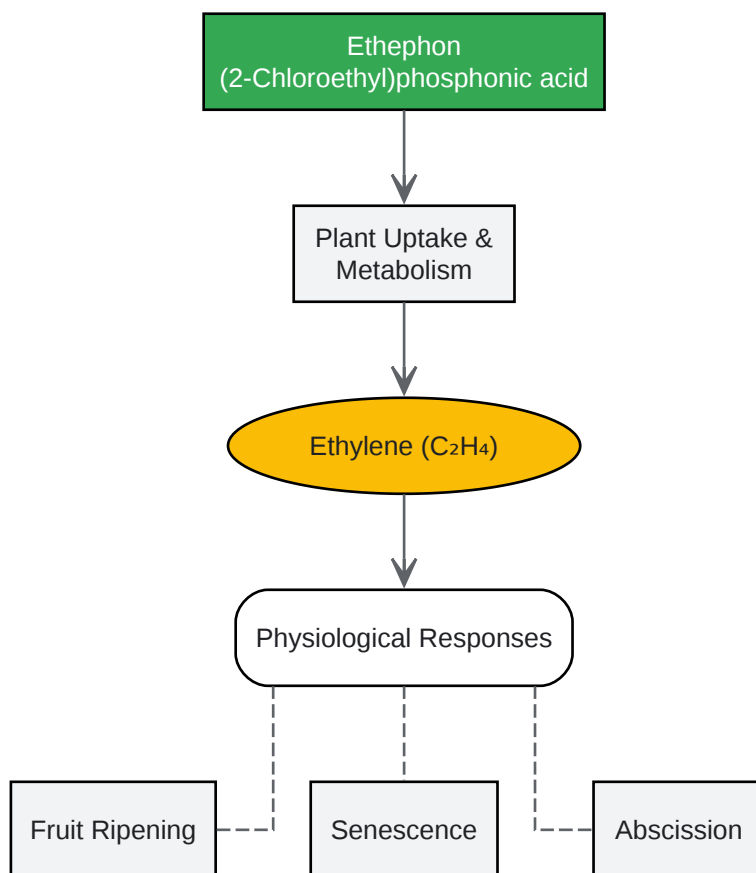 Ethephon
(2-Chloroethyl)phosphonic acid
Plant Uptake &
Metabolism
Ethylene (C₂H₄)
Physiological Responses
Fruit Ripening
Senescence
Abscission